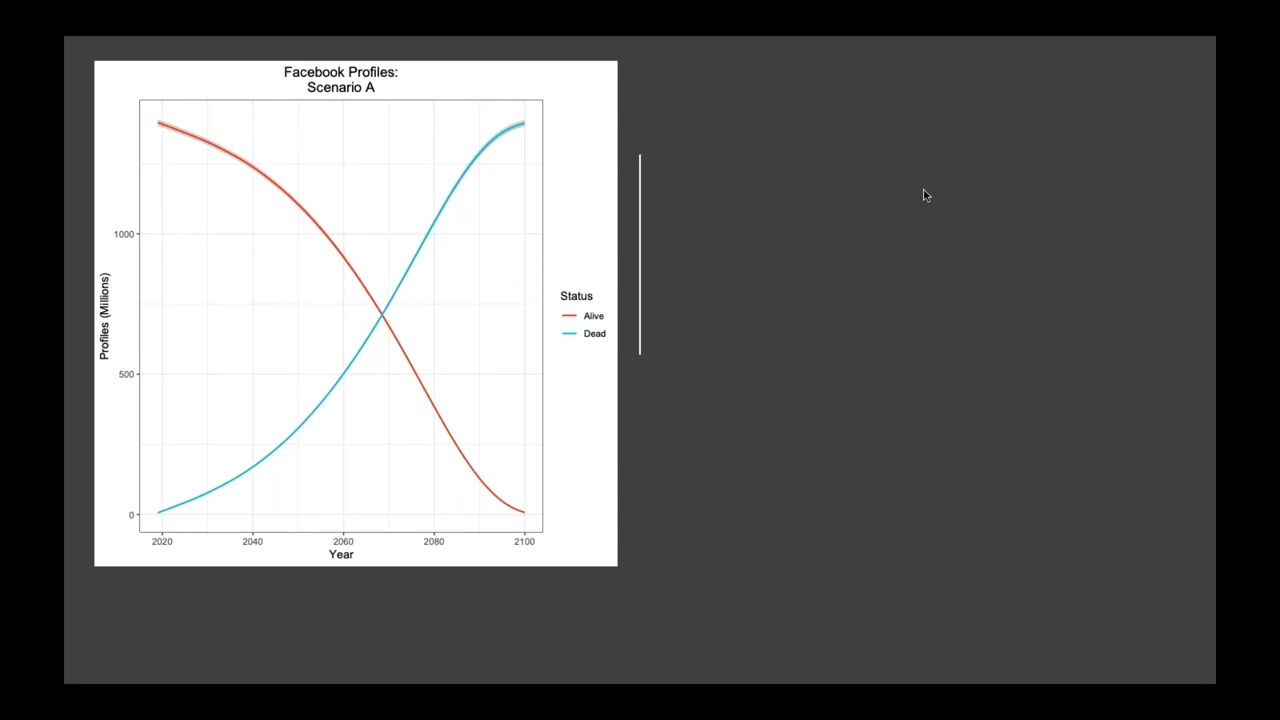 Facebook Profiles:
Scenario A
1000
500
0
Profiles (Millions)
2020 2040 2060 2080 2100
Year
Status
Alive
Dead